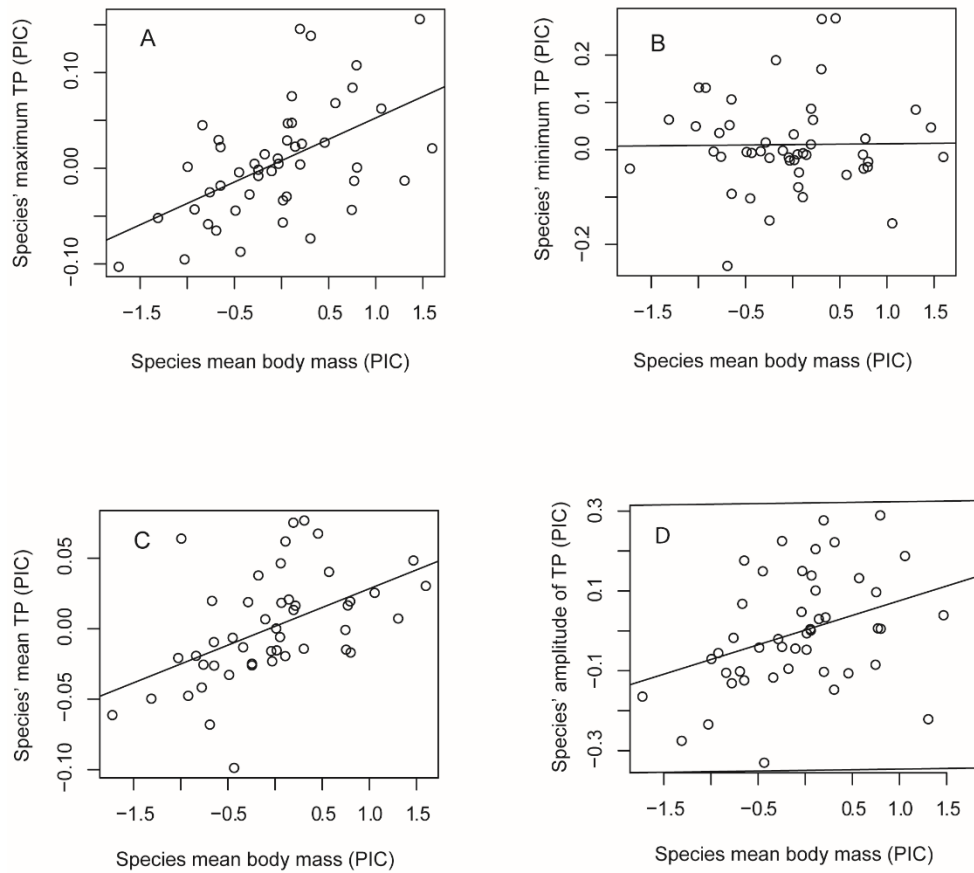 A
Species’ maximum TP (PIC)
0.10
0.00
−0.10
−1.5
−0.5
0.5
1.0
1.5
Species mean body mass (PIC)
B
Species’ minimum TP (PIC)
0.2
0.0
−0.2
−1.5
−0.5
0.5
1.0
1.5
Species mean body mass (PIC)
C
Species’ mean TP (PIC)
0.05
0.00
−0.05
−0.10
−1.5
−0.5
0.5
1.0
1.5
Species mean body mass (PIC)
D
Species’ amplitude of TP (PIC)
0.3
0.1
−0.1
−0.3
−1.5
−0.5
0.5
1.0
1.5
Species mean body mass (PIC)